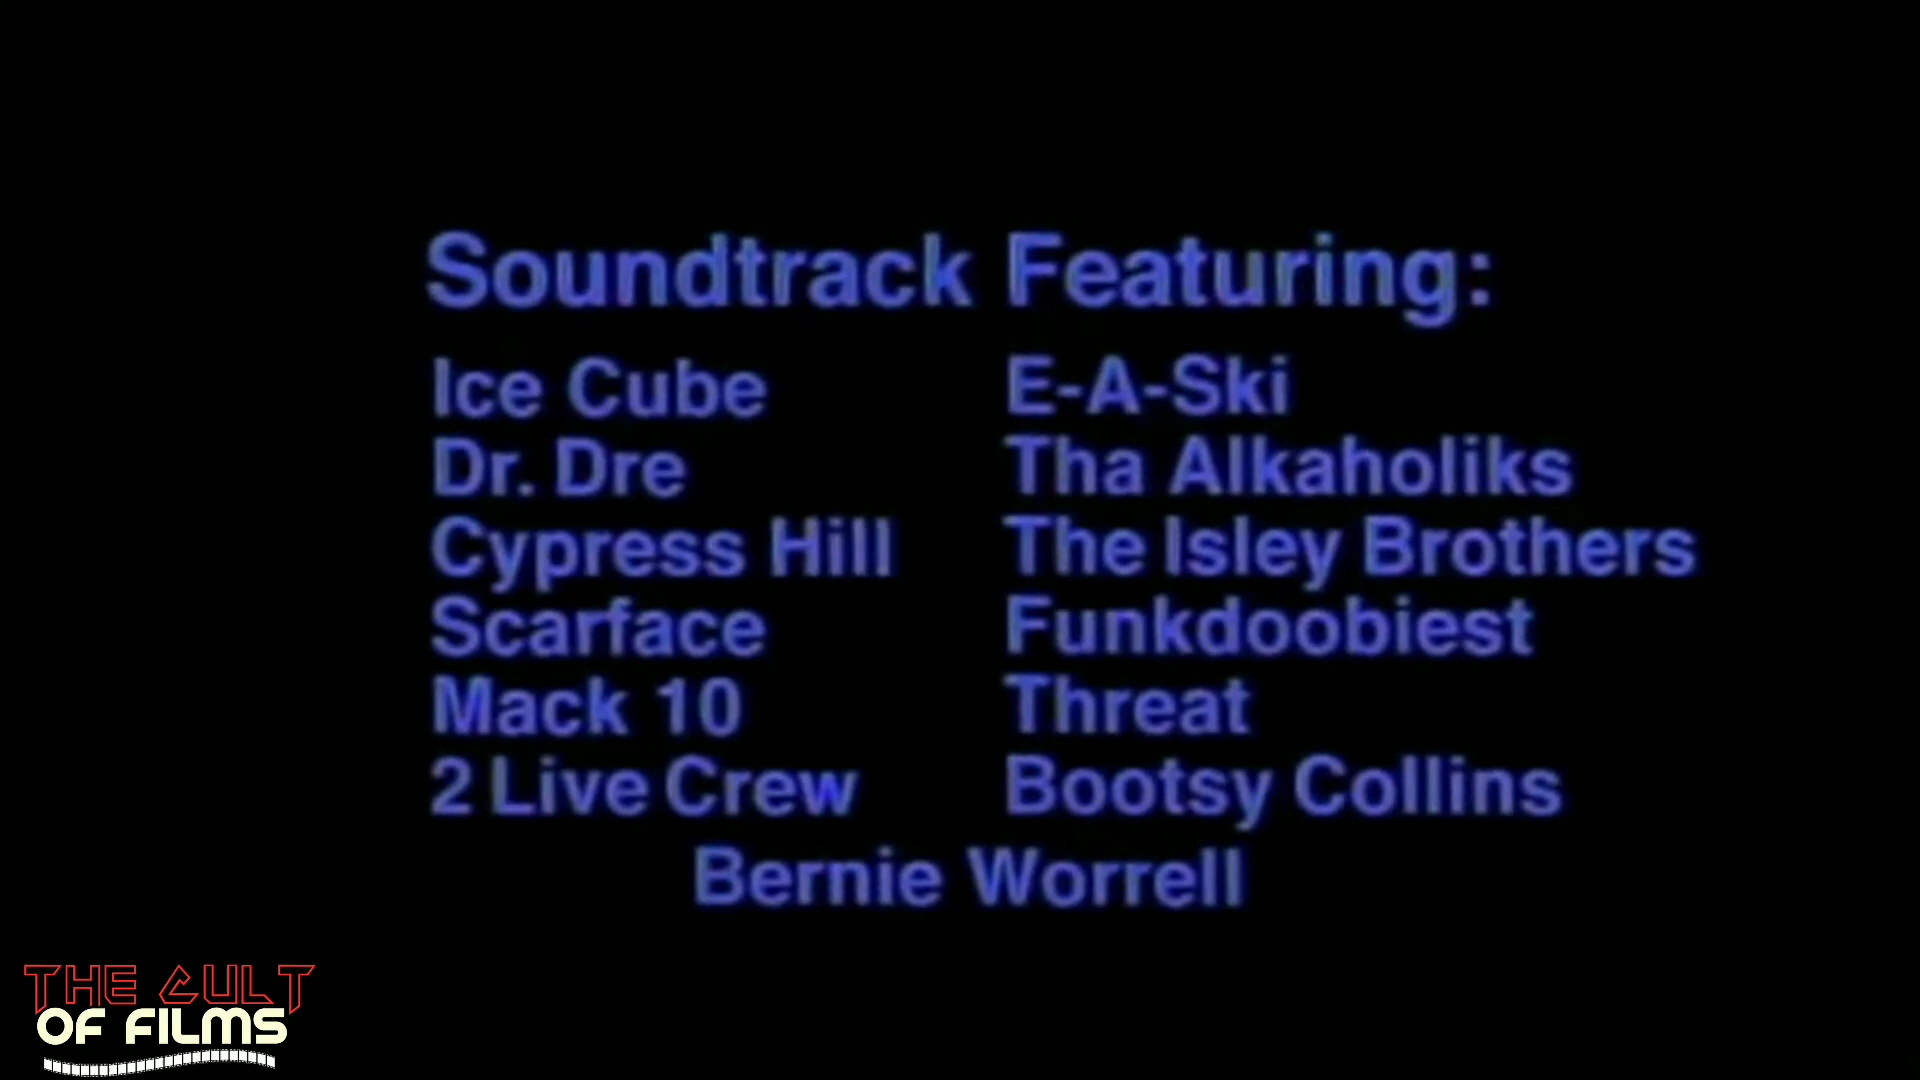 Soundtrack Featuring:
Ice Cube
Dr. Dre
Cypress Hill
Scarface
Mack 10
2 Live Crew
E-A-Ski
Tha Alkaholiks
The Isley Brothers
Funkdoobiest
Threat
Bootsy Collins
Bernie Worrell
THE CULT
OF FILMS